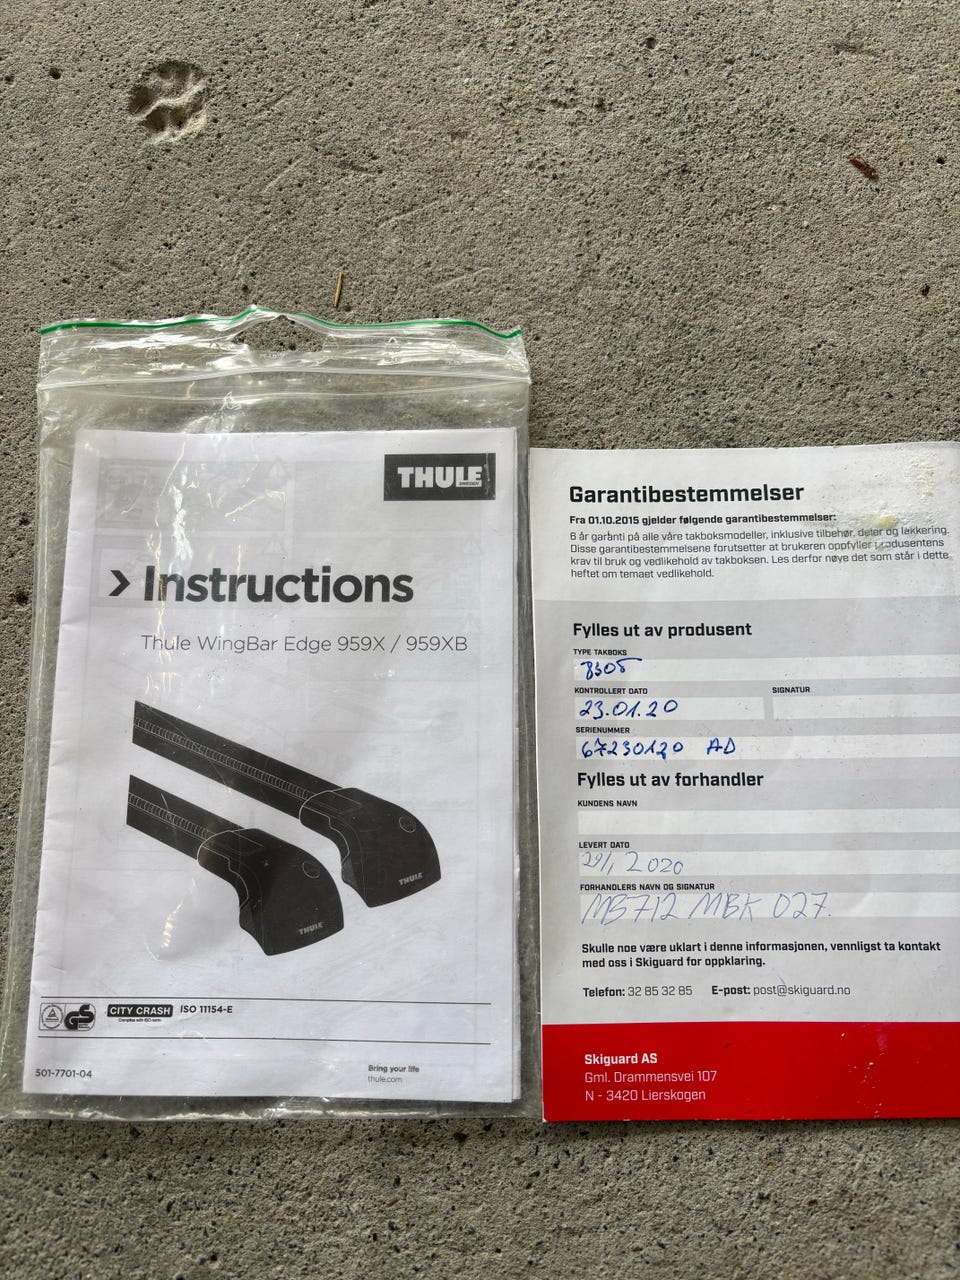 THULE
SWEDEN
Instructions
Thule WingBar Edge 959X / 959XB
THULE
THULE
CITY CRASH
Complies with ISO norm
ISO 11154-E
501-7701-04
Bring your life
thule.com
Garantibestemmelser
Fra 01.10.2015 gjelder følgende garantibestemmelser:
6 år garanti på alle våre takboksmodeller, inklusive tilbehør, deler og lakkering.
Disse garantibestemmelsene forutsetter at brukeren oppfyller produsentens
krav til bruk og vedlikehold av takboksen. Les derfor nøye det som står i dette
heftet om temaet vedlikehold.
Fylles ut av produsent
TYPE TAKBOKS
KONTROLLERT DATO
SIGNATUR
23.01.20
SERIENUMMER
67230120 AD
Fylles ut av forhandler
KUNDENS NAVN
LEVERT DATO
29/1 2020
FORHANDLERS NAVN OG SIGNATUR
MB712 MBK 027.
Skulle noe være uklart i denne informasjonen, vennligst ta kontakt
med oss i Skiguard for oppklaring.
Telefon: 32 85 32 85 E-post: post@skiguard.no
Skiguard AS
Gml. Drammensvei 107
N - 3420 Lierskogen